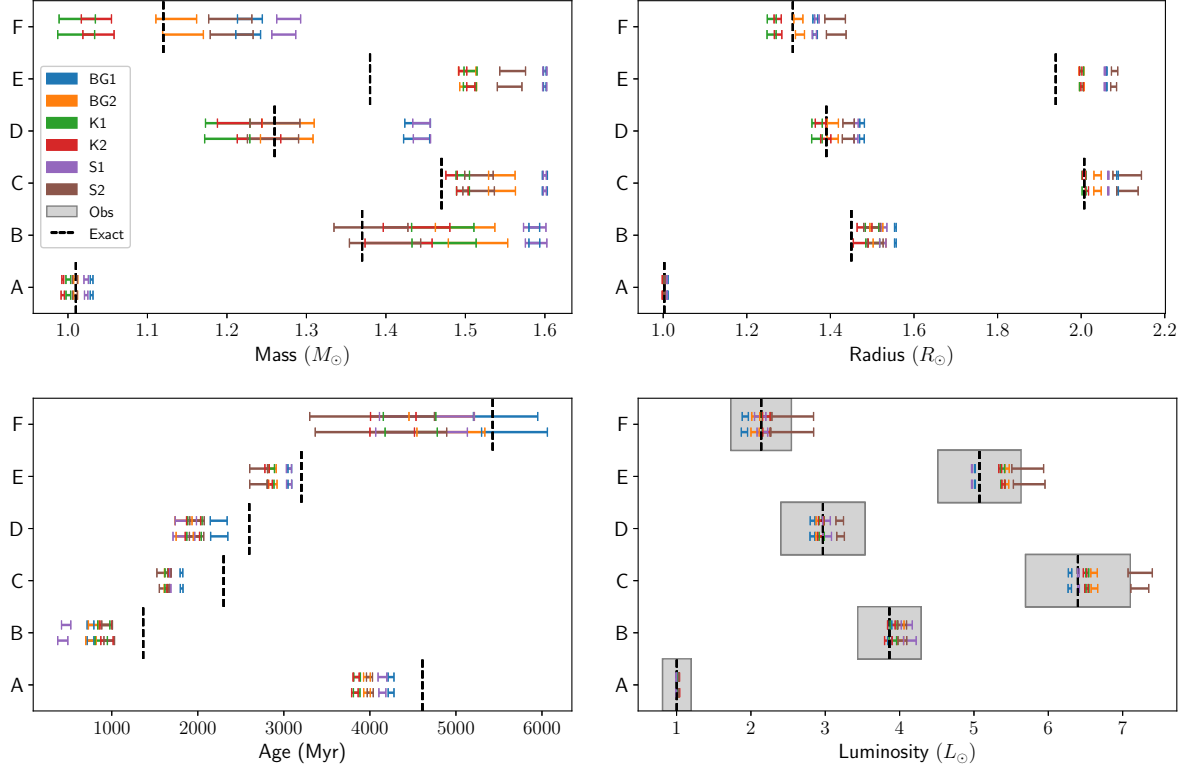 F
E
D
C
B
A
BG1
BG2
K1
K2
S1
S2
Obs
Exact
1.0 1.1 1.2 1.3 1.4 1.5 1.6
Mass (M⊙)
F
E
D
C
B
A
1.0 1.2 1.4 1.6 1.8 2.0 2.2
Radius (R⊙)
F
E
D
C
B
A
1000 2000 3000 4000 5000 6000
Age (Myr)
F
E
D
C
B
A
1 2 3 4 5 6 7
Luminosity (L⊙)